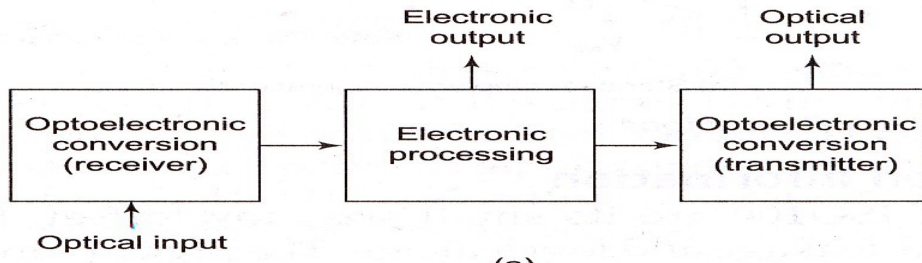 Electronic
output
Optical
output
Optoelectronic
conversion
(receiver)
Electronic
processing
Optoelectronic
conversion
(transmitter)
Optical input